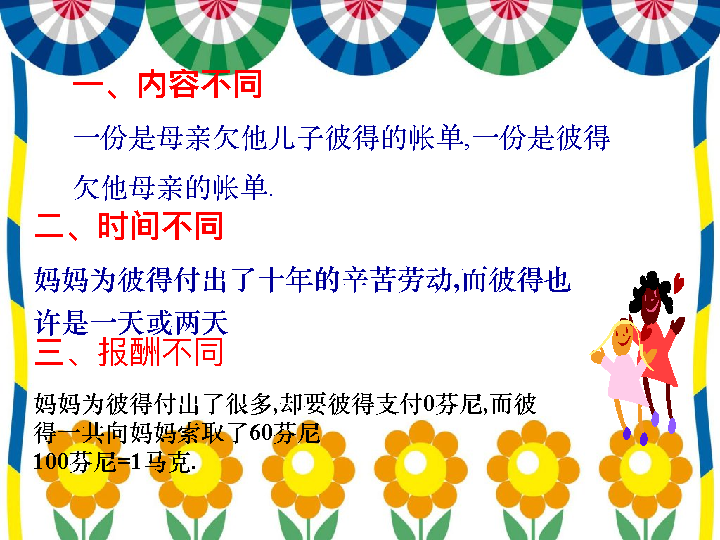 一、内容不同
一份是母亲欠他儿子彼得的帐单,一份是彼得
欠他母亲的帐单.
二、时间不同
妈妈为彼得付出了十年的辛苦劳动,而彼得也
许是一天或两天
三、报酬不同
妈妈为彼得付出了很多,却要彼得支付0芬尼,而彼
得一共向妈妈索取了60芬尼
100芬尼=1马克.